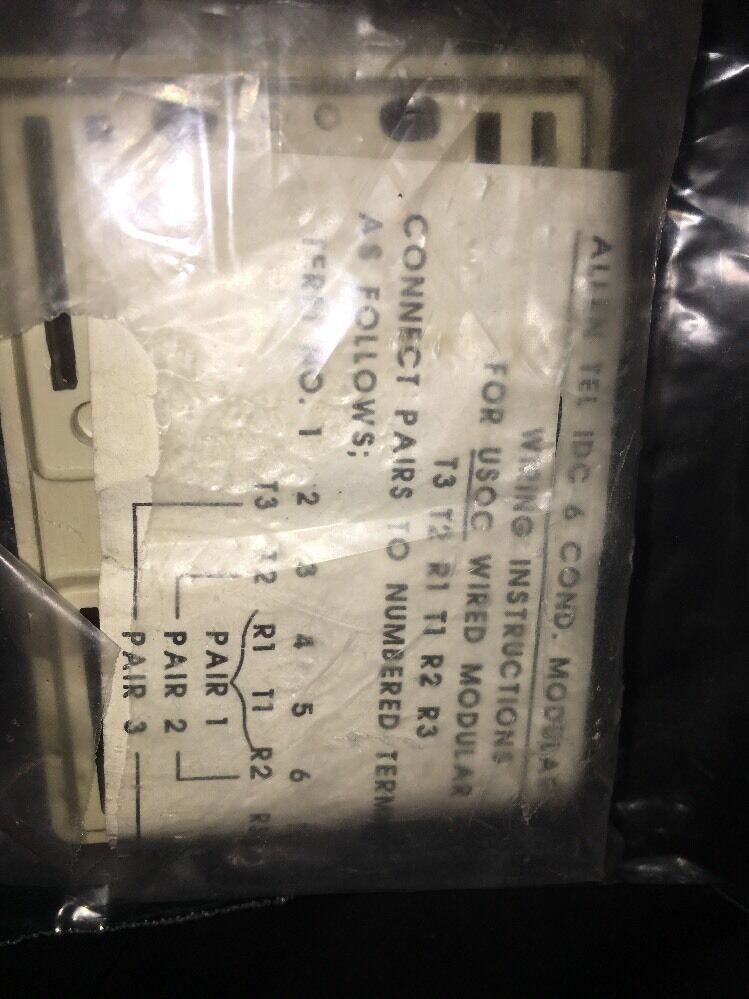 ALLEN TEL IDC 6 COND. MODULAR
WIRING INSTRUCTIONS
FOR USOC WIRED MODULAR
T3 T2 R1 T1 R2 R3
CONNECT PAIRS TO NUMBERED TERM
AS FOLLOWS;
TERM NO. 1 2 3 4 5 6
T3 T2 R1 T1 R2 R3
PAIR 1
PAIR 2
PAIR 3